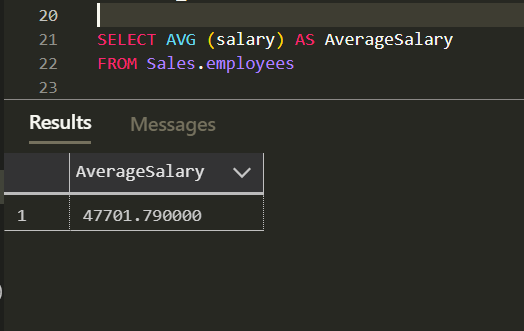 20
21 SELECT AVG (salary) AS AverageSalary
22 FROM Sales.employees
23
Results Messages
AverageSalary
1 47701.790000